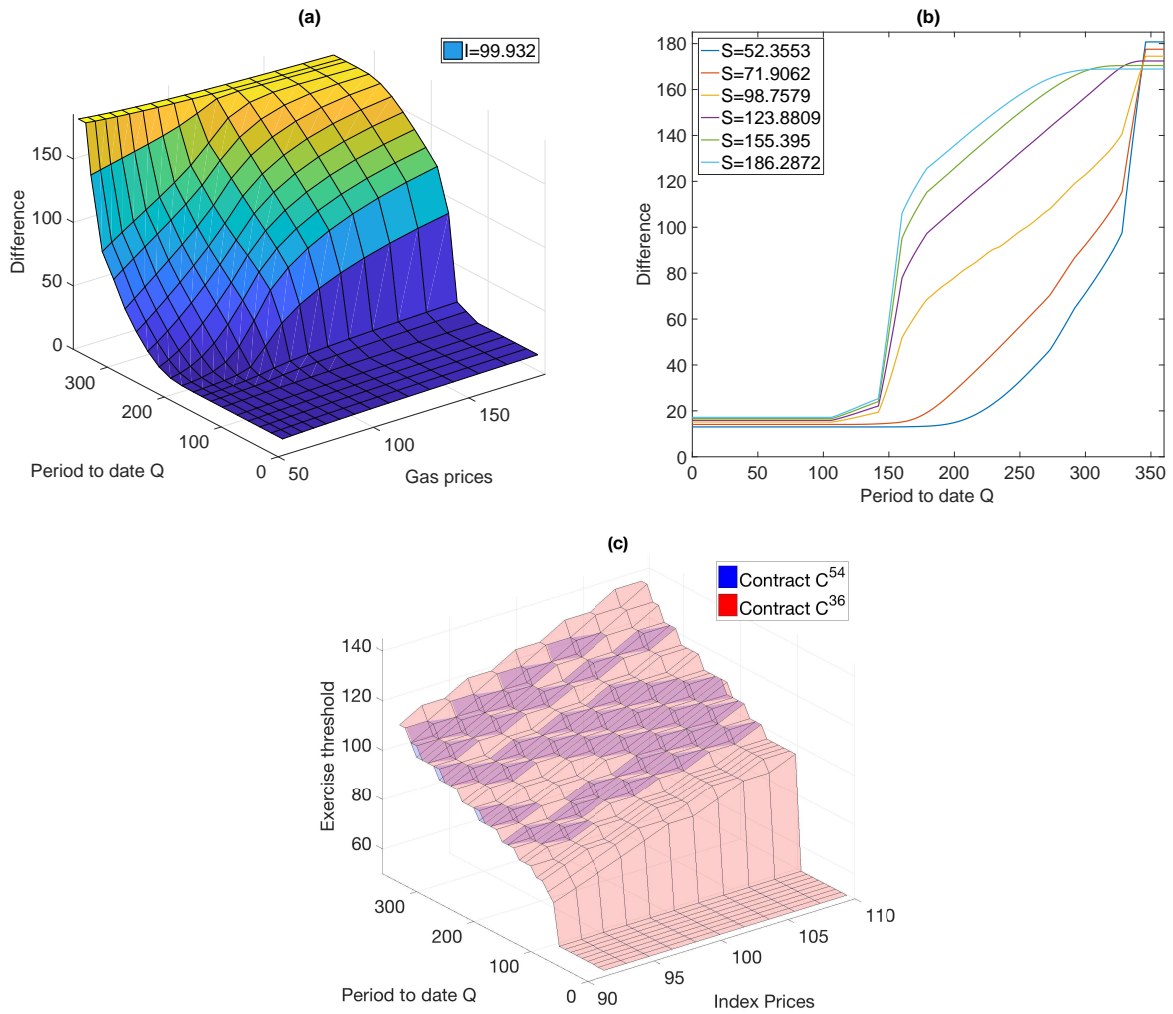 (a)
I=99.932
150
100
50
0
Difference
300
200
100
0
50
100
150
Period to date Q
Gas prices
(b)
S=52.3553
S=71.9062
S=98.7579
S=123.8809
S=155.395
S=186.2872
180
160
140
120
100
80
60
40
20
0
Difference
0 50 100 150 200 250 300 350
Period to date Q
(c)
Contract C^54
Contract C^36
140
120
100
80
60
Exercise threshold
300
200
100
0
90
95
100
105
110
Period to date Q
Index Prices